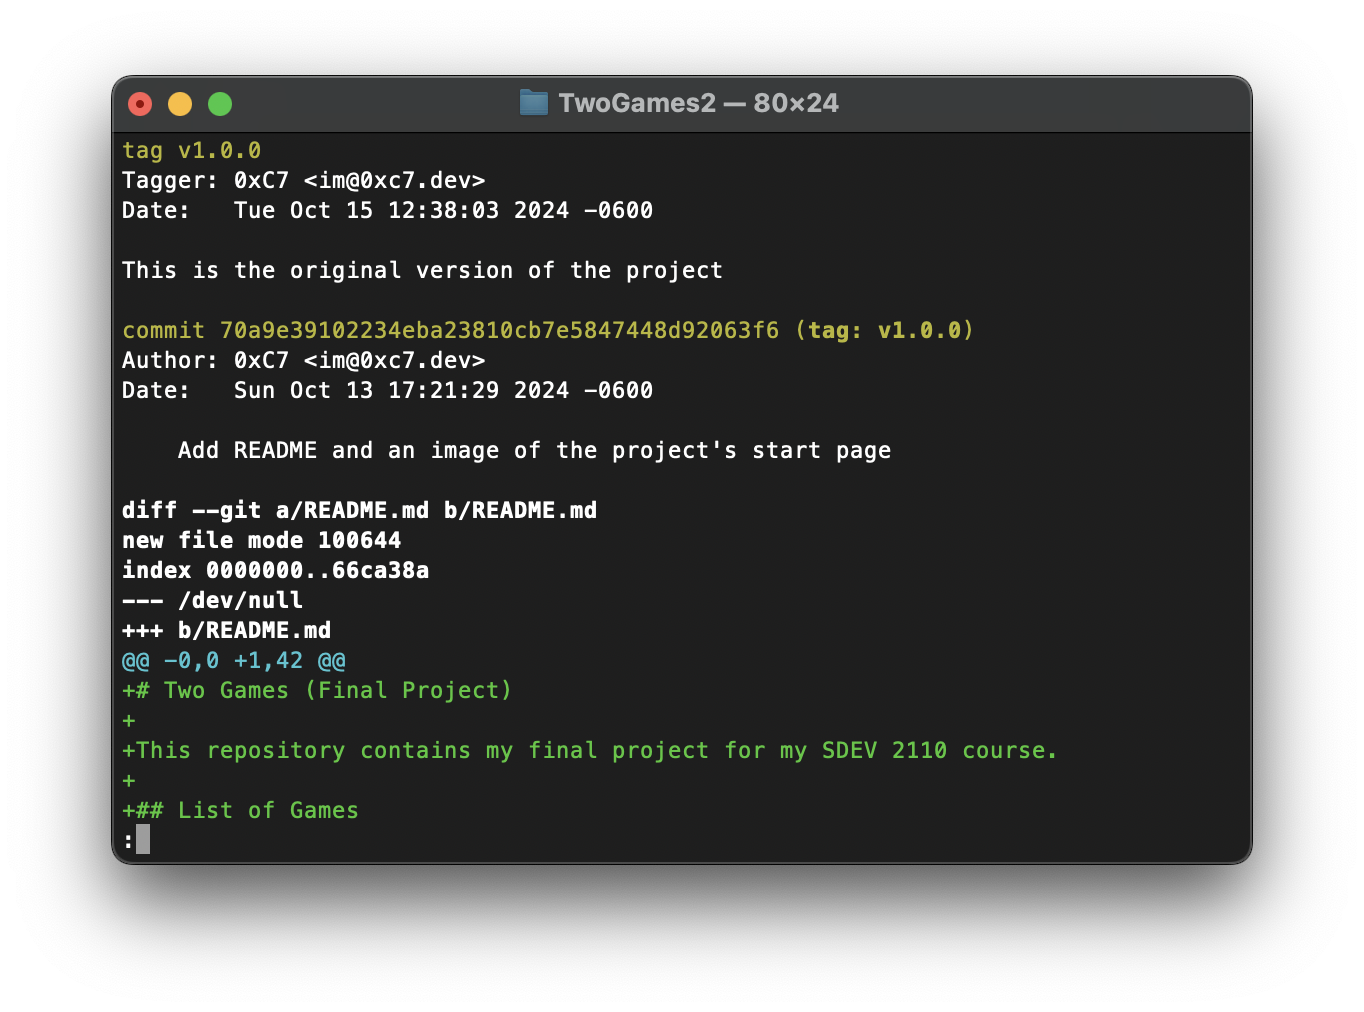 TwoGames2 — 80×24
tag v1.0.0
Tagger: 0xC7 <im@0xc7.dev>
Date:   Tue Oct 15 12:38:03 2024 -0600
This is the original version of the project
commit 70a9e39102234eba23810cb7e5847448d92063f6 (tag: v1.0.0)
Author: 0xC7 <im@0xc7.dev>
Date:   Sun Oct 13 17:21:29 2024 -0600
    Add README and an image of the project's start page
diff --git a/README.md b/README.md
new file mode 100644
index 0000000..66ca38a
--- /dev/null
+++ b/README.md
@@ -0,0 +1,42 @@
+# Two Games (Final Project)
+
+This repository contains my final project for my SDEV 2110 course.
+
+## List of Games
: